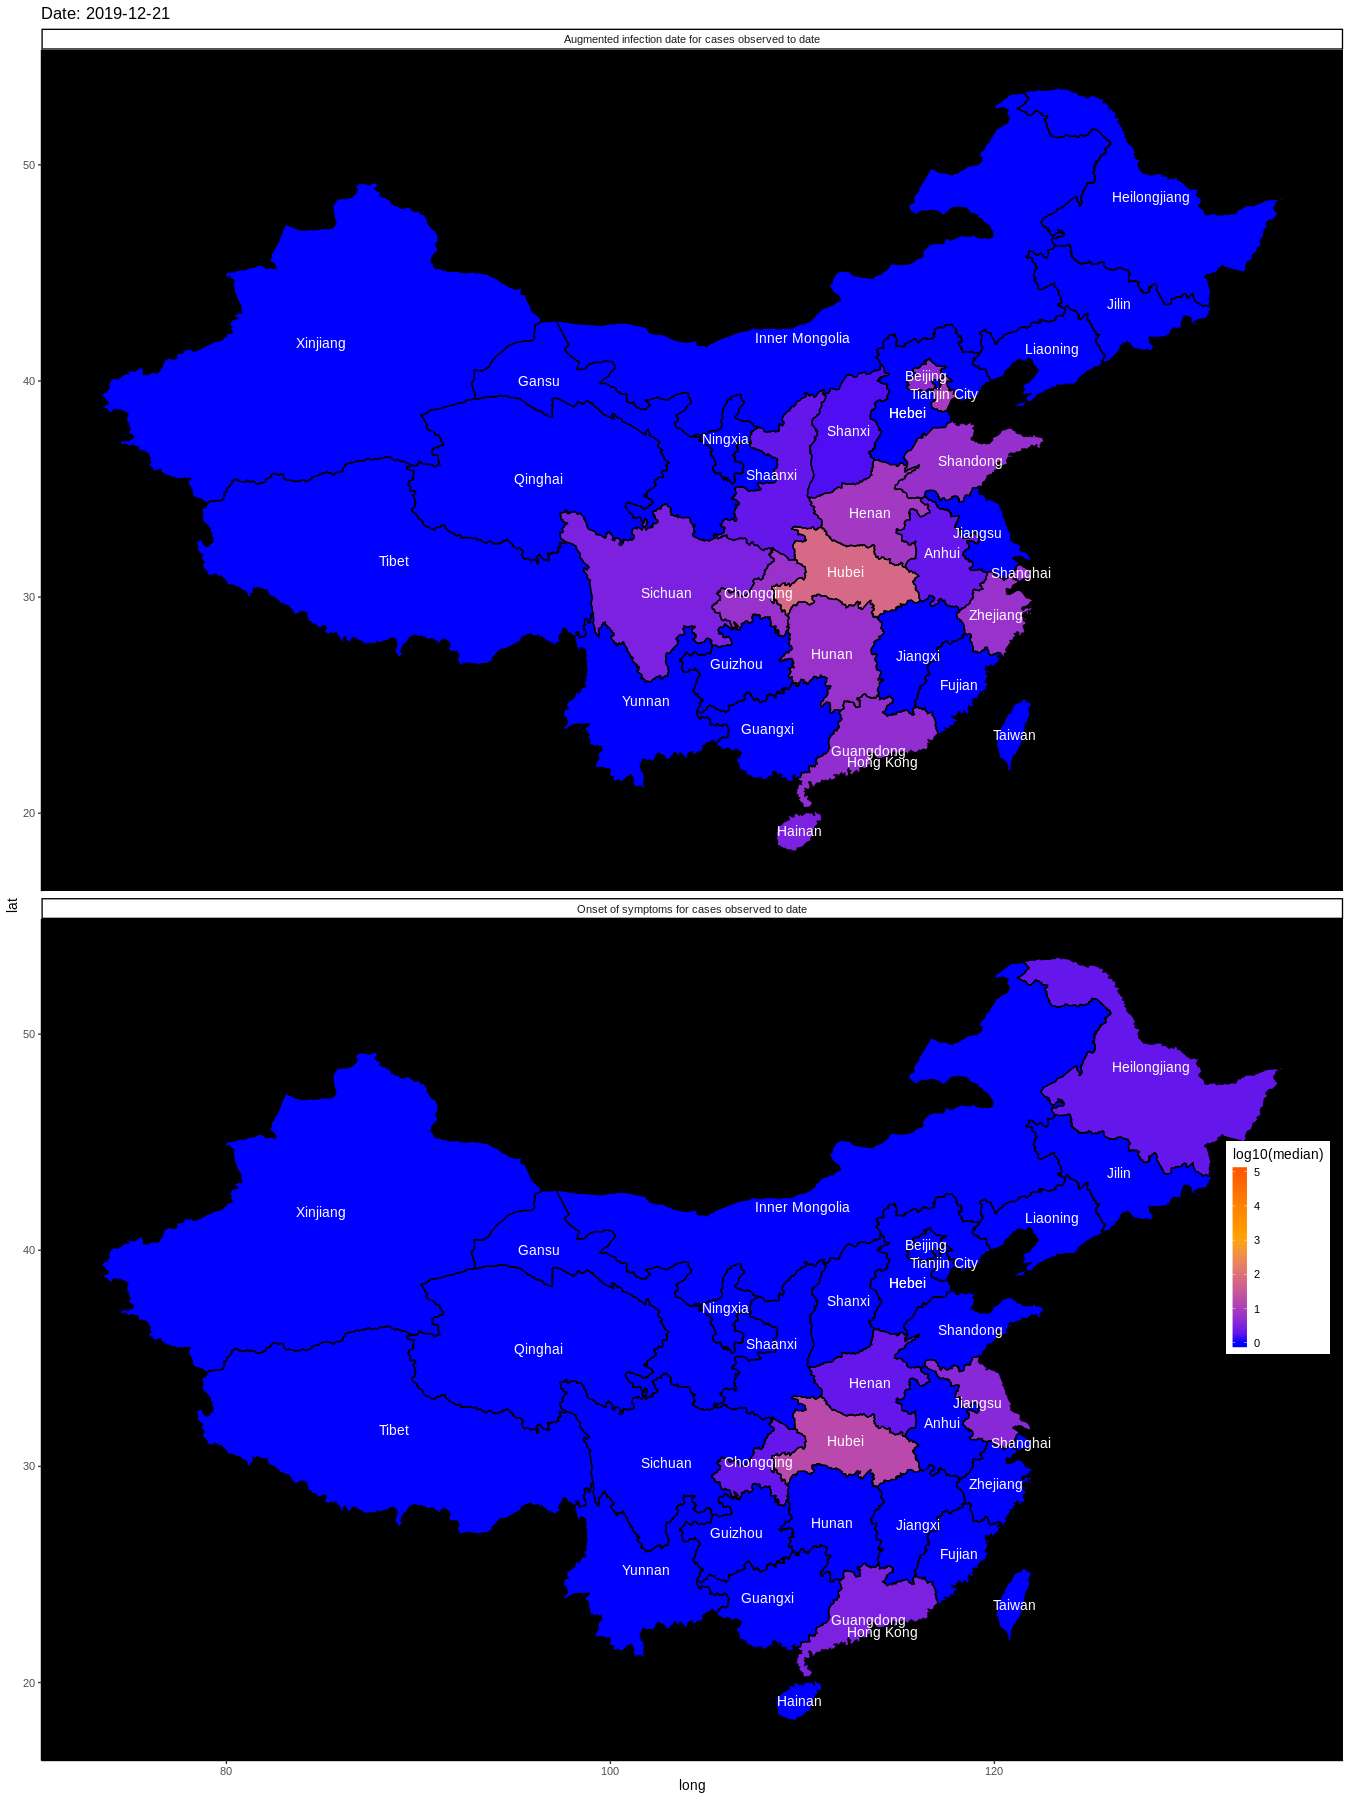 Date: 2019-12-21
Augmented infection date for cases observed to date
50
40
30
20
Heilongjiang
Jilin
Xinjiang
Inner Mongolia
Liaoning
Gansu
Beijing
Tianjin City
Hebei
Ningxia
Shanxi
Shandong
Qinghai
Shaanxi
Henan
Jiangsu
Anhui
Tibet
Hubei
Shanghai
Sichuan
Chongqing
Zhejiang
Hunan
Jiangxi
Guizhou
Fujian
Yunnan
Guangxi
Taiwan
Guangdong
Hong Kong
Hainan
lat
Onset of symptoms for cases observed to date
50
40
30
20
Heilongjiang
log10(median)
5
4
3
2
1
0
Jilin
Xinjiang
Inner Mongolia
Liaoning
Gansu
Beijing
Tianjin City
Hebei
Ningxia
Shanxi
Shandong
Qinghai
Shaanxi
Henan
Jiangsu
Anhui
Tibet
Hubei
Shanghai
Sichuan
Chongqing
Zhejiang
Hunan
Jiangxi
Guizhou
Fujian
Yunnan
Guangxi
Taiwan
Guangdong
Hong Kong
Hainan
80
100
120
long